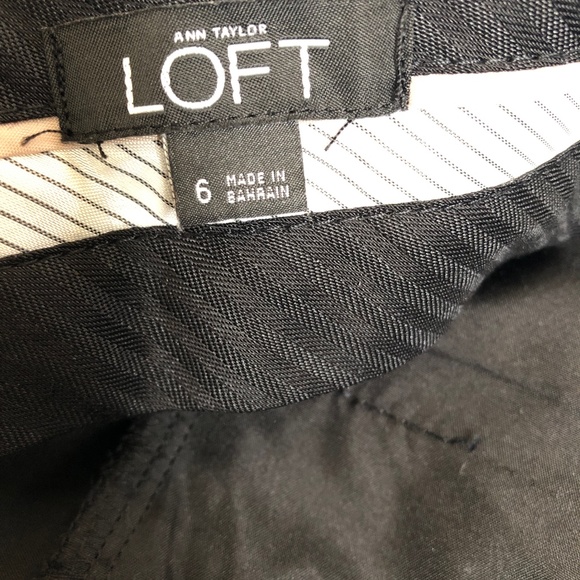 ANN TAYLOR
LOFT
6
MADE IN
BAHRAIN